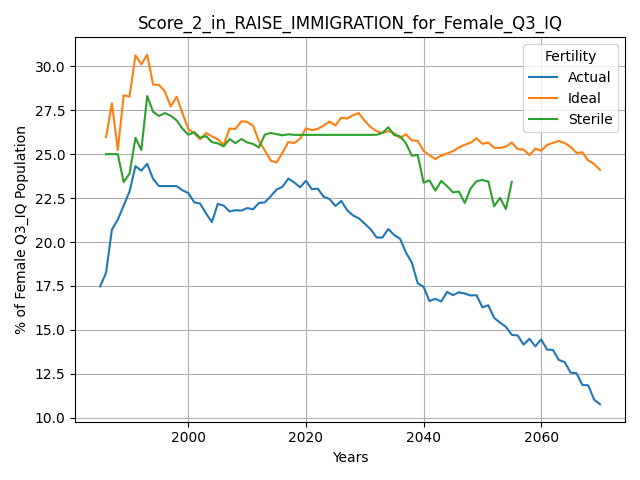 Score_2_in_RAISE_IMMIGRATION_for_Female_Q3_IQ
% of Female Q3_IQ Population
30.0
27.5
25.0
22.5
20.0
17.5
15.0
12.5
10.0
Fertility
Actual
Ideal
Sterile
2000
2020
2040
2060
Years